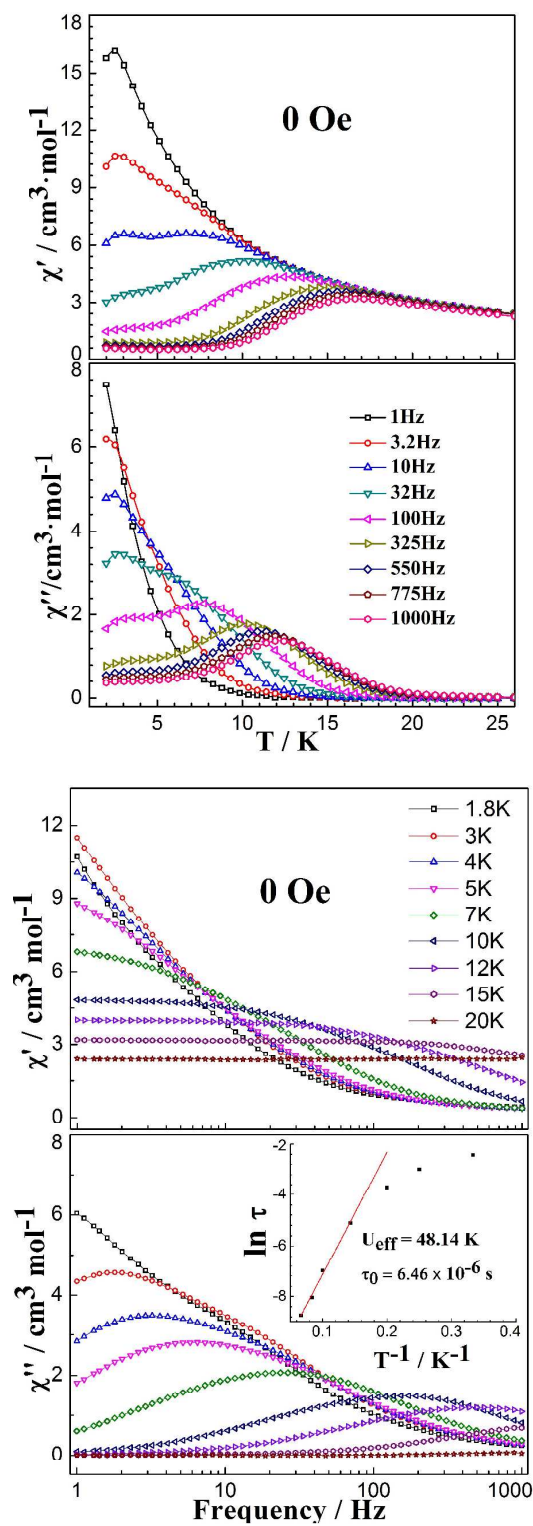 18
15
12
9
6
3
0
χ' / cm³·mol⁻¹
0 Oe
6
4
2
0
χ''/cm³·mol⁻¹
1Hz
3.2Hz
10Hz
32Hz
100Hz
325Hz
550Hz
775Hz
1000Hz
5 10 15 20 25
T / K
12
9
6
3
0
χ' / cm³ mol⁻¹
0 Oe
1.8K
3K
4K
5K
7K
10K
12K
15K
20K
8
6
4
2
0
χ'' / cm³ mol⁻¹
-2
-4
-6
-8
ln τ
U_eff = 48.14 K
τ₀ = 6.46 x 10⁻⁶ s
0.1 0.2 0.3 0.4
T⁻¹ / K⁻¹
1 10 100 1000
Frequency / Hz